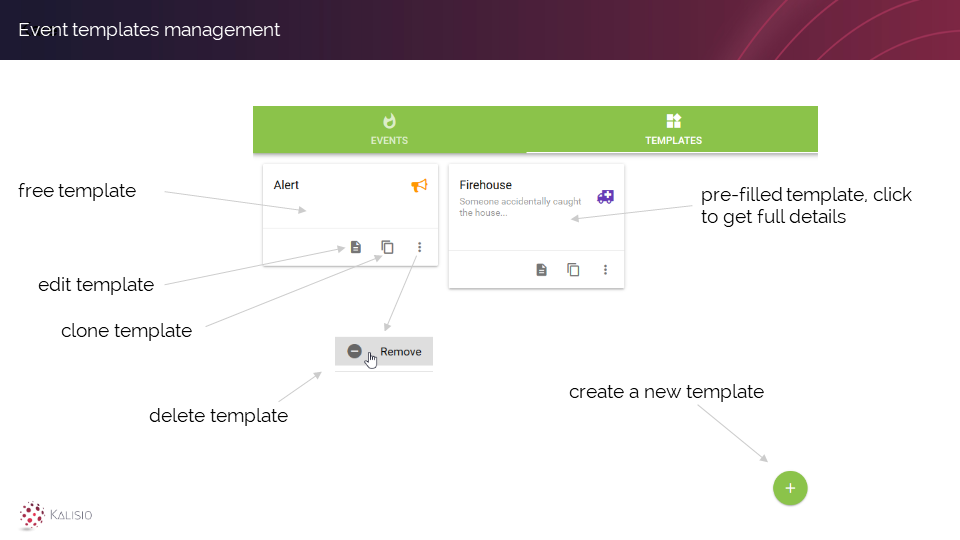 Event templates management
EVENTS
TEMPLATES
free template
Alert
Firehouse
Someone accidentally caught
the house...
pre-filled template, click
to get full details
edit template
clone template
Remove
delete template
create a new template
KALISIO